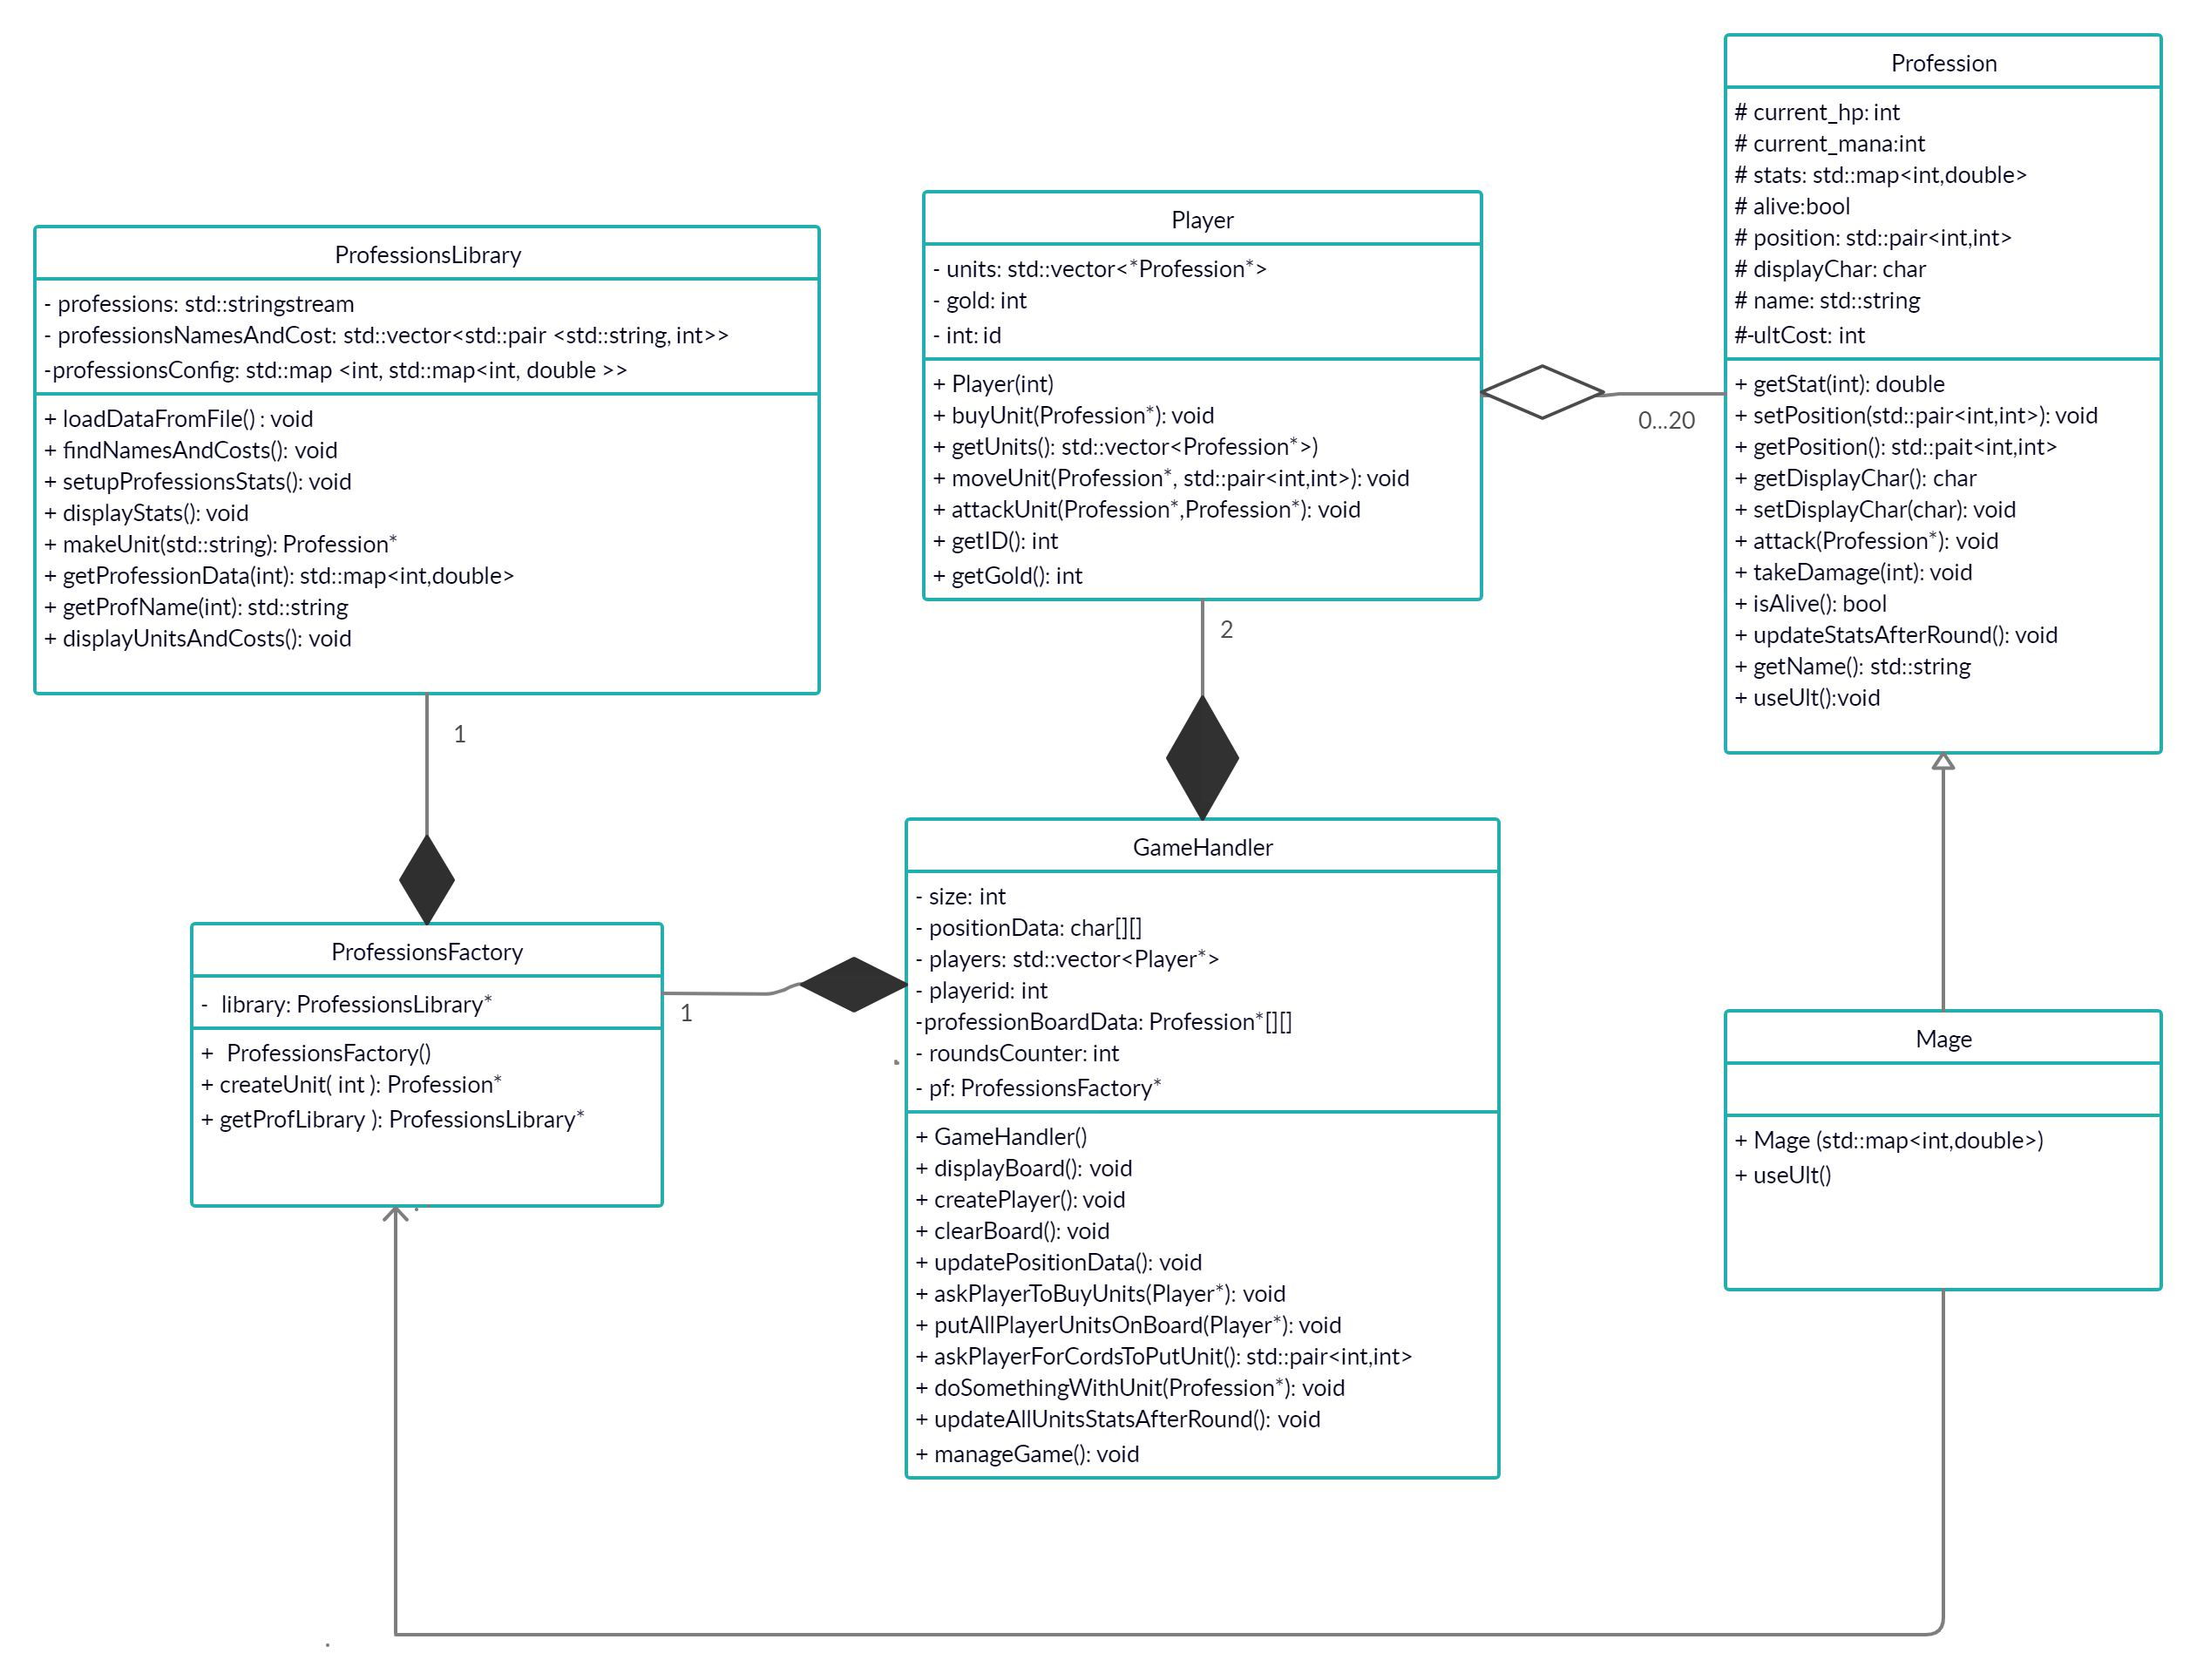 ProfessionsLibrary
- professions: std::stringstream
- professionsNamesAndCost: std::vector<std::pair <std::string, int>>
-professionsConfig: std::map <int, std::map<int, double >>
+ loadDataFromFile() : void
+ findNamesAndCosts(): void
+ setupProfessionsStats(): void
+ displayStats(): void
+ makeUnit(std::string): Profession*
+ getProfessionData(int): std::map<int,double>
+ getProfName(int): std::string
+ displayUnitsAndCosts(): void
1
Player
- units: std::vector<*Profession*>
- gold: int
- int: id
+ Player(int)
+ buyUnit(Profession*): void
+ getUnits(): std::vector<Profession*>)
+ moveUnit(Profession*, std::pair<int,int>): void
+ attackUnit(Profession*,Profession*): void
+ getID(): int
+ getGold(): int
0...20
2
Profession
# current_hp: int
# current_mana:int
# stats: std::map<int,double>
# alive:bool
# position: std::pair<int,int>
# displayChar: char
# name: std::string
#-ultCost: int
+ getStat(int): double
+ setPosition(std::pair<int,int>): void
+ getPosition(): std::pait<int,int>
+ getDisplayChar(): char
+ setDisplayChar(char): void
+ attack(Profession*): void
+ takeDamage(int): void
+ isAlive(): bool
+ updateStatsAfterRound(): void
+ getName(): std::string
+ useUlt():void
ProfessionsFactory
- library: ProfessionsLibrary*
+ ProfessionsFactory()
+ createUnit( int ): Profession*
+ getProfLibrary ): ProfessionsLibrary*
1
GameHandler
- size: int
- positionData: char[][]
- players: std::vector<Player*>
- playerid: int
-professionBoardData: Profession*[][]
- roundsCounter: int
- pf: ProfessionsFactory*
+ GameHandler()
+ displayBoard(): void
+ createPlayer(): void
+ clearBoard(): void
+ updatePositionData(): void
+ askPlayerToBuyUnits(Player*): void
+ putAllPlayerUnitsOnBoard(Player*): void
+ askPlayerForCordsToPutUnit(): std::pair<int,int>
+ doSomethingWithUnit(Profession*): void
+ updateAllUnitsStatsAfterRound(): void
+ manageGame(): void
Mage
+ Mage (std::map<int,double>)
+ useUlt()